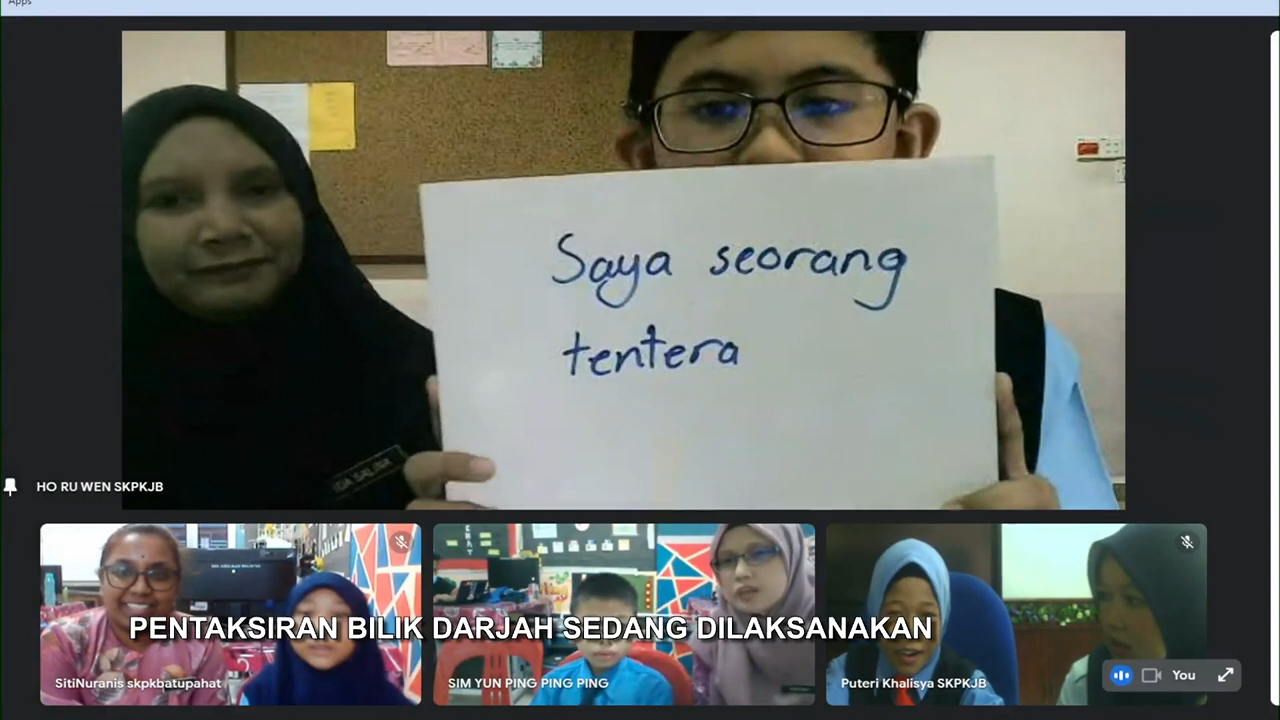 Apps
Saya seorang
tentera
HO RU WEN SKPKJB
PENTAKSIRAN BILIK DARJAH SEDANG DILAKSANAKAN
SitiNuranis skpkbatupahat
SIM YUN PING PING PING
Puteri Khalisya SKPKJB
You